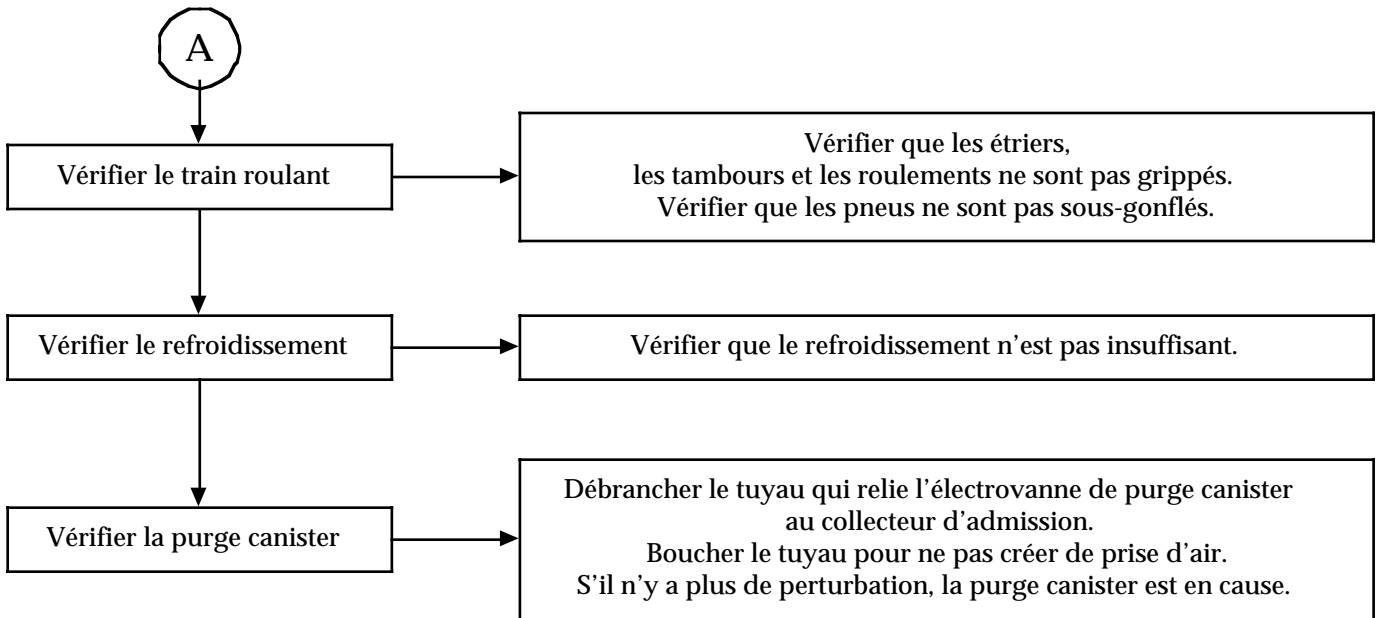 A
Vérifier le train roulant
Vérifier que les étriers,
les tambours et les roulements ne sont pas grippés.
Vérifier que les pneus ne sont pas sous-gonflés.
Vérifier le refroidissement
Vérifier que le refroidissement n'est pas insuffisant.
Vérifier la purge canister
Débrancher le tuyau qui relie l’électrovanne de purge canister
au collecteur d’admission.
Boucher le tuyau pour ne pas créer de prise d’air.
S’il n’y a plus de perturbation, la purge canister est en cause.